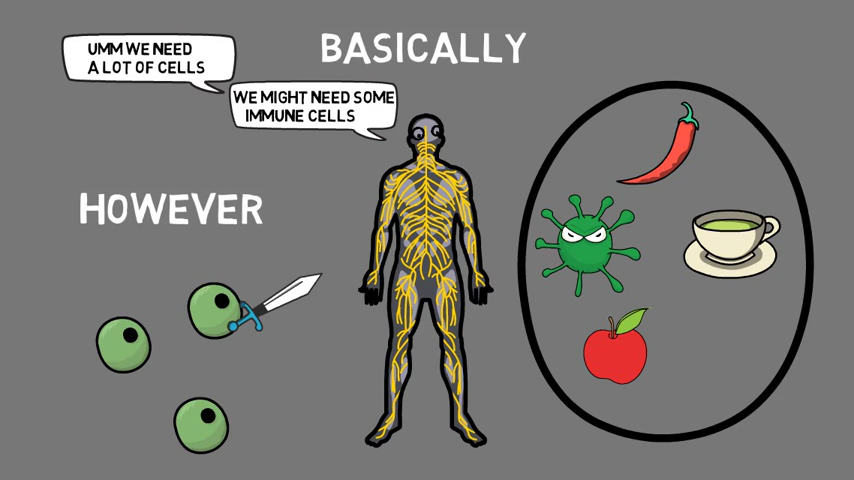 BASICALLY
UMM WE NEED
A LOT OF CELLS
WE MIGHT NEED SOME
IMMUNE CELLS
HOWEVER